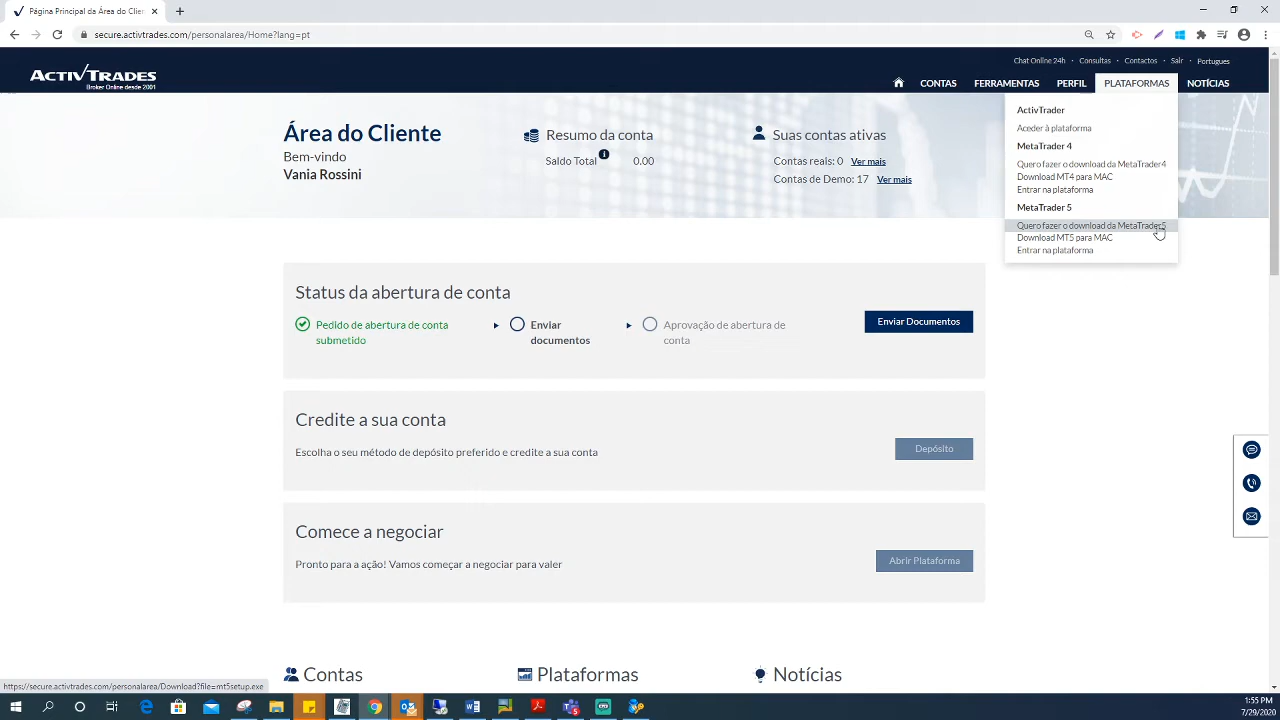 Página Principal da Área do Clien
secure.activtrades.com/personalarea/Home?lang=pt
Chat Online 24h · Consultas · Contactos · Sair · Portugues
ACTIVTRADES
Broker Online desde 2001
CONTAS FERRAMENTAS PERFIL PLATAFORMAS NOTÍCIAS
ActivTrader
Aceder à plataforma
MetaTrader 4
Quero fazer o download da MetaTrader4
Download MT4 para MAC
Entrar na plataforma
MetaTrader 5
Quero fazer o download da MetaTrader5
Download MT5 para MAC
Entrar na plataforma
Área do Cliente
Bem-vindo
Vania Rossini
Resumo da conta
Saldo Total 0.00
Suas contas ativas
Contas reais: 0 Ver mais
Contas de Demo: 17 Ver mais
Status da abertura de conta
Pedido de abertura de conta
submetido
Enviar
documentos
Aprovação de abertura de
conta
Enviar Documentos
Credite a sua conta
Escolha o seu método de depósito preferido e credite a sua conta
Depósito
Comece a negociar
Pronto para a ação! Vamos começar a negociar para valer
Abrir Plataforma
Contas
Plataformas
Notícias
https://secure.activtrades.com/personalarea/Download?file=mt5setup.exe
1:55 PM
7/29/2020